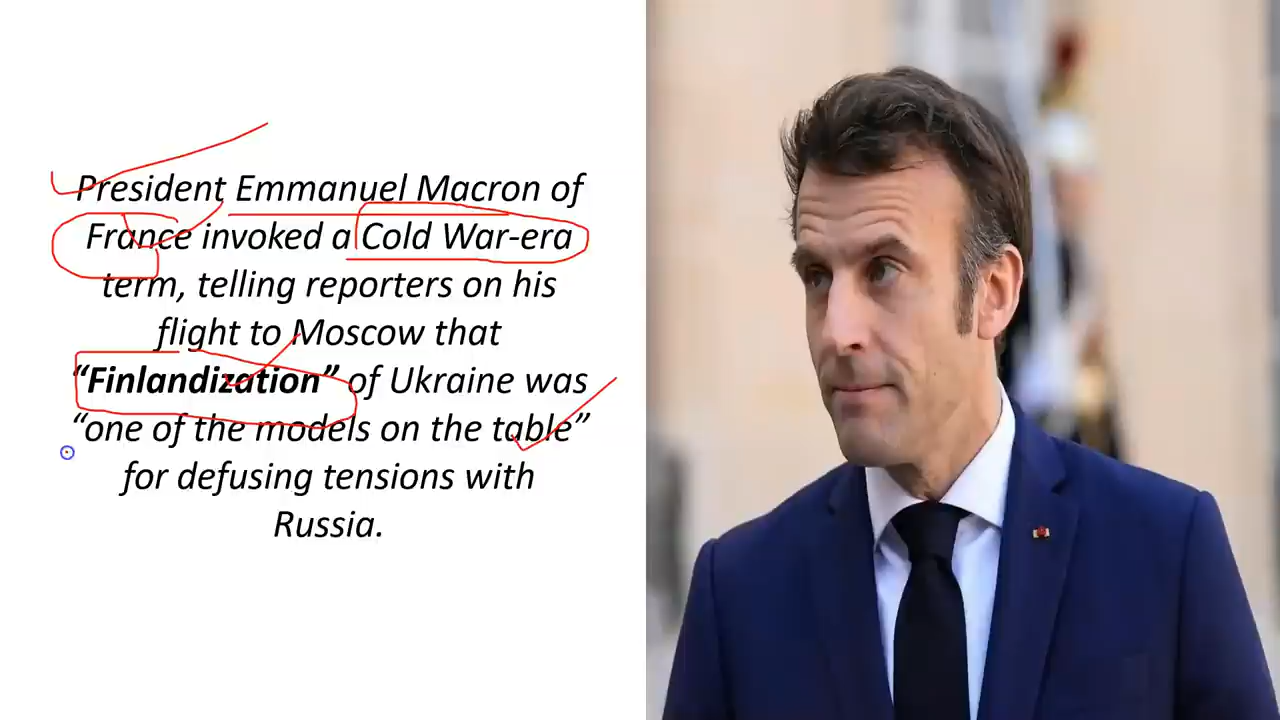 President Emmanuel Macron of
France invoked a Cold War-era
term, telling reporters on his
flight to Moscow that
“Finlandization” of Ukraine was
“one of the models on the table”
for defusing tensions with
Russia.